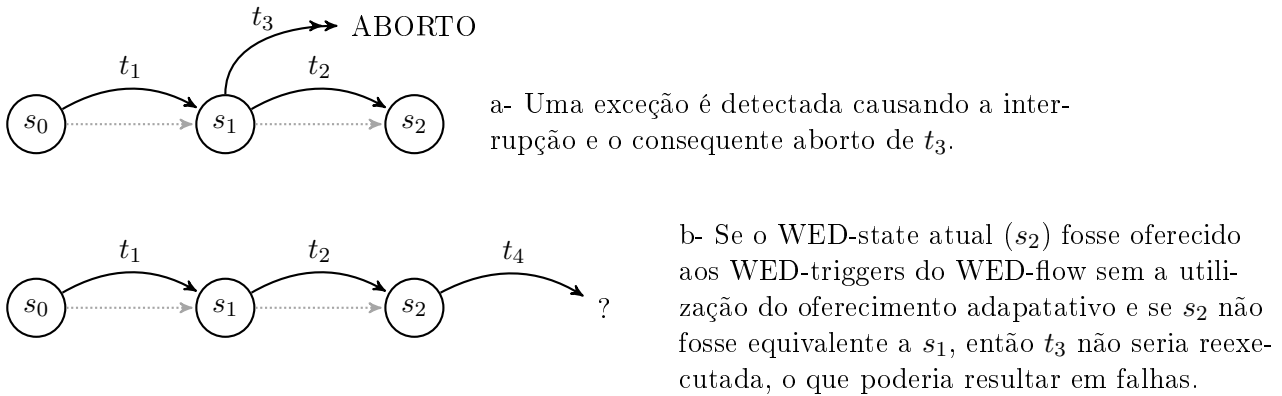 t3
ABORTO
t1
t2
s0
s1
s2
a- Uma exceção é detectada causando a inter-
rupção e o consequente aborto de t3.
t1
t2
t4
s0
s1
s2
?
b- Se o WED-state atual (s2) fosse oferecido
aos WED-triggers do WED-flow sem a utili-
zação do oferecimento adapatativo e se s2 não
fosse equivalente a s1, então t3 não seria reexe-
cutada, o que poderia resultar em falhas.